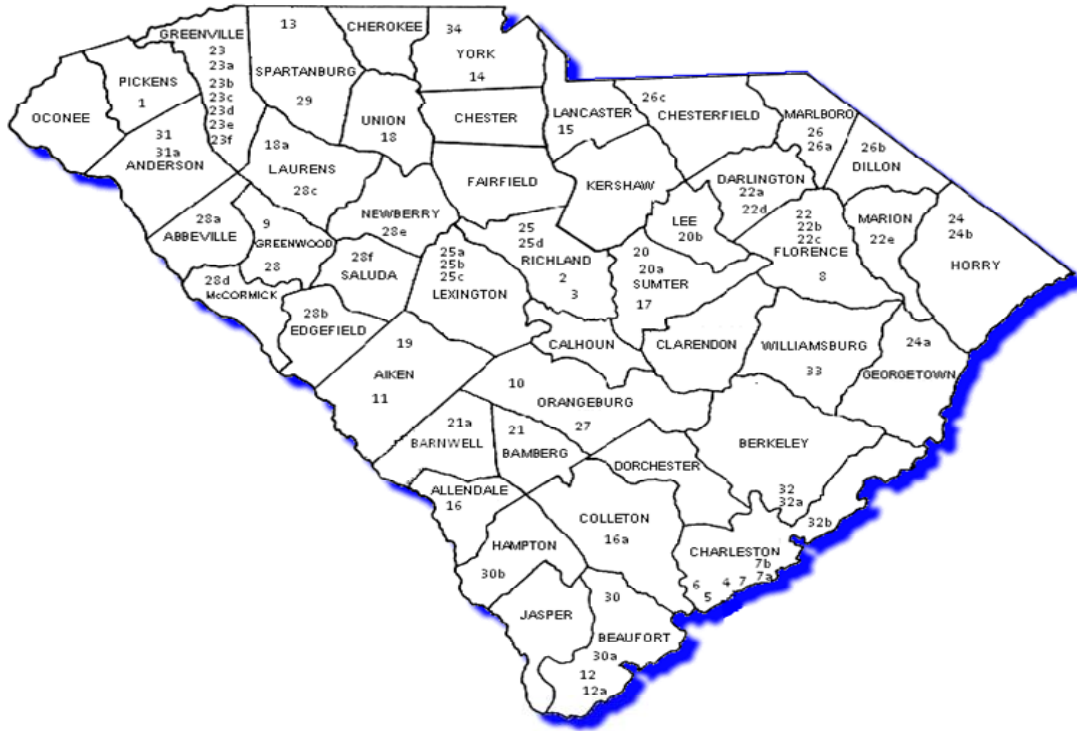 GREENVILLE
23
23a
23b
23c
23d
23e
23f
13
SPARTANBURG
29
CHEROKEE
34
YORK
14
PICKENS
1
OCONEE
31
31a
ANDERSON
18a
LAURENS
28c
UNION
18
CHESTER
LANCASTER
15
26c
CHESTERFIELD
MARLBORO
26
26a
26b
DILLON
FAIRFIELD
KERSHAW
DARLINGTON
22a
22d
28a
ABBEVILLE
9
GREENWOOD
28
NEWBERRY
28e
28f
SALUDA
25a
25b
25c
LEXINGTON
25
25d
RICHLAND
2
3
LEE
20b
20
20a
SUMTER
17
22
22b
22c
FLORENCE
8
MARION
22e
24
24b
HORRY
28d
McCORMICK
28b
EDGEFIELD
19
AIKEN
11
CALHOUN
CLARENDON
WILLIAMSBURG
33
24a
GEORGETOWN
10
ORANGEBURG
27
21a
BARNWELL
21
BAMBERG
DORCHESTER
BERKELEY
32
32a
32b
ALLENDALE
16
COLLETON
16a
CHARLESTON
7b
7a
7
4
5
6
HAMPTON
30b
JASPER
30
BEAUFORT
30a
12
12a